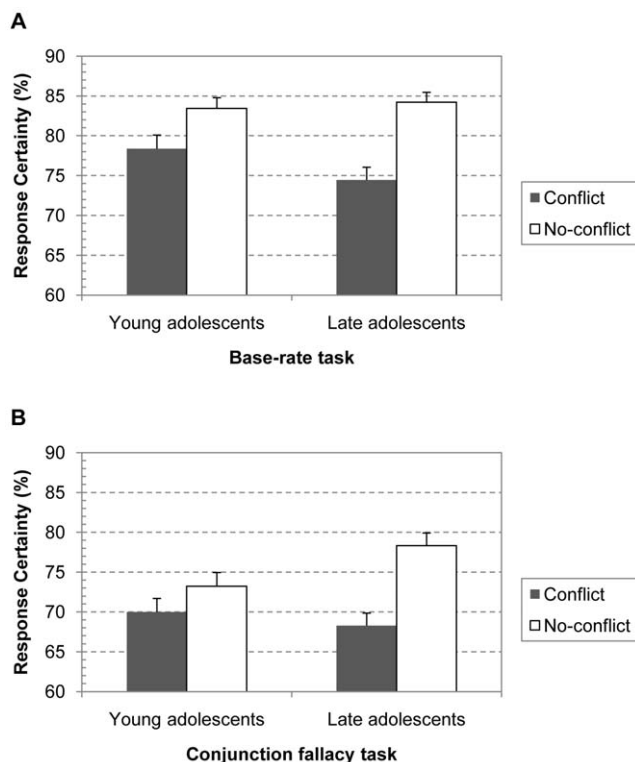 A
Response Certainty (%)
90
85
80
75
70
65
60
Young adolescents
Late adolescents
Base-rate task
Conflict
No-conflict
B
Response Certainty (%)
90
85
80
75
70
65
60
Young adolescents
Late adolescents
Conjunction fallacy task
Conflict
No-conflict